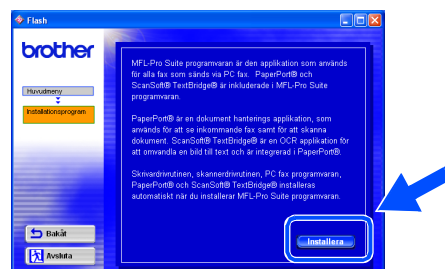 Flash
brother
Huvudmeny
Installationsprogram
MFL-Pro Suite programvaran är den applikation som används
för alla fax som sänds via PC fax. PaperPort® och
ScanSoft® TextBridge® är inkluderade i MFL-Pro Suite
programvaran.
PaperPort® är en dokument hanterings applikation, som
används för att se inkommande fax samt för att skanna
dokument. ScanSoft® TextBridge® är en OCR applikation för
att omvandla en bild till text och är integrerad i PaperPort®.
Skrivardrivrutinen, skannerdrivrutinen, PC fax programvaran,
PaperPort® och ScanSoft® TextBridge® installeras
automatiskt när du installerar MFL-Pro Suite programvaran.
Bakåt
Avsluta
Installera